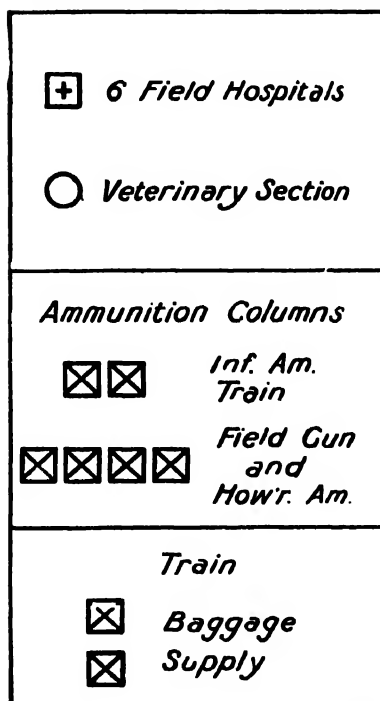 6 Field Hospitals
Veterinary Section
Ammunition Columns
Inf. Am.
Train
Field Gun
and
How'r. Am.
Train
Baggage
Supply